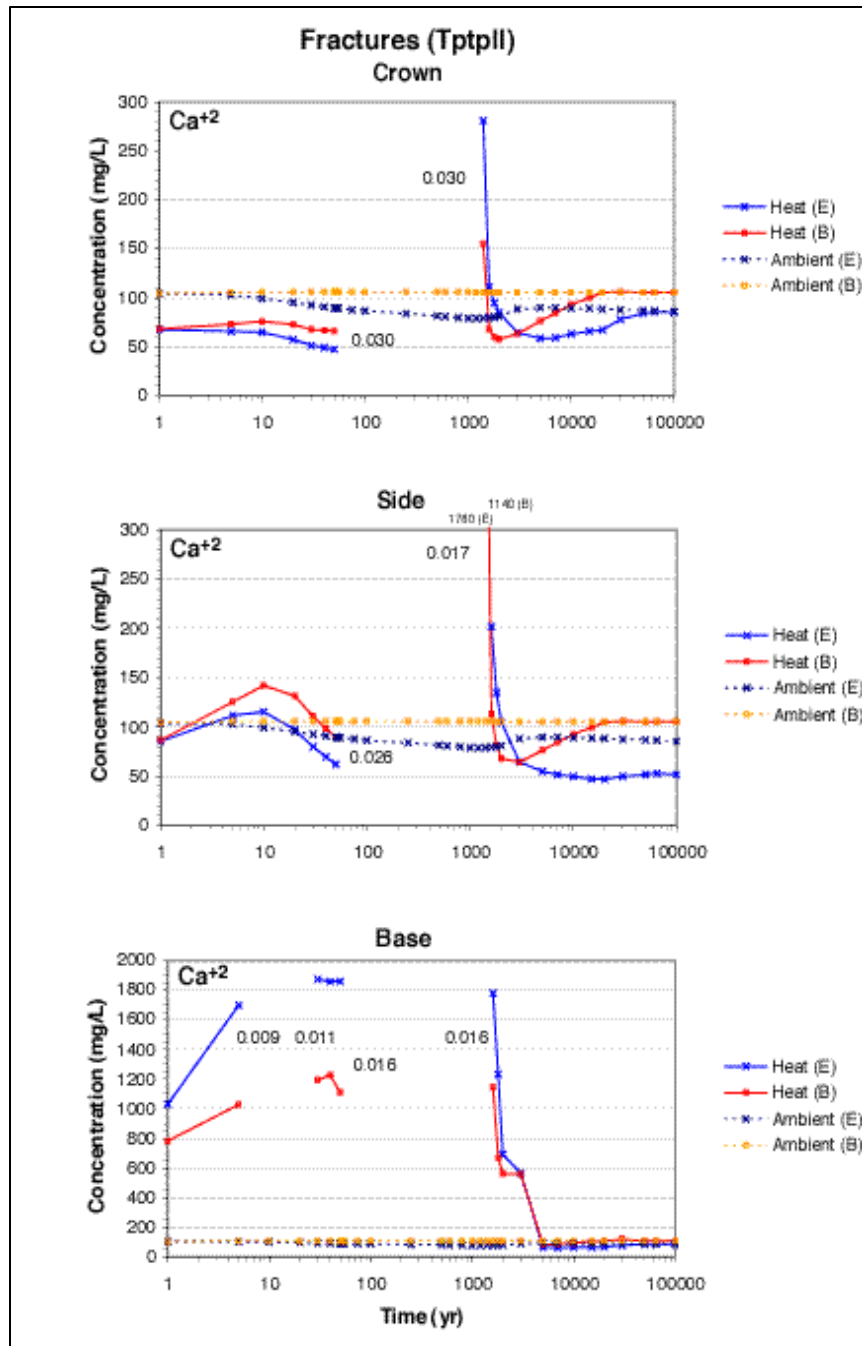 Fractures (Tptpll)
Crown
Ca+2
Concentration (mg/L)
300
250
200
150
100
50
0
0.030
0.030
1 10 100 1000 10000 100000
Heat (E)
Heat (B)
Ambient (E)
Ambient (B)
Side
1140 (B)
1760 (E)
Ca+2
Concentration (mg/L)
300
250
200
150
100
50
0
0.017
0.026
1 10 100 1000 10000 100000
Heat (E)
Heat (B)
Ambient (E)
Ambient (B)
Base
Ca+2
Concentration (mg/L)
2000
1800
1600
1400
1200
1000
800
600
400
200
0
0.009 0.011 0.016
0.016
1 10 100 1000 10000 100000
Time (yr)
Heat (E)
Heat (B)
Ambient (E)
Ambient (B)